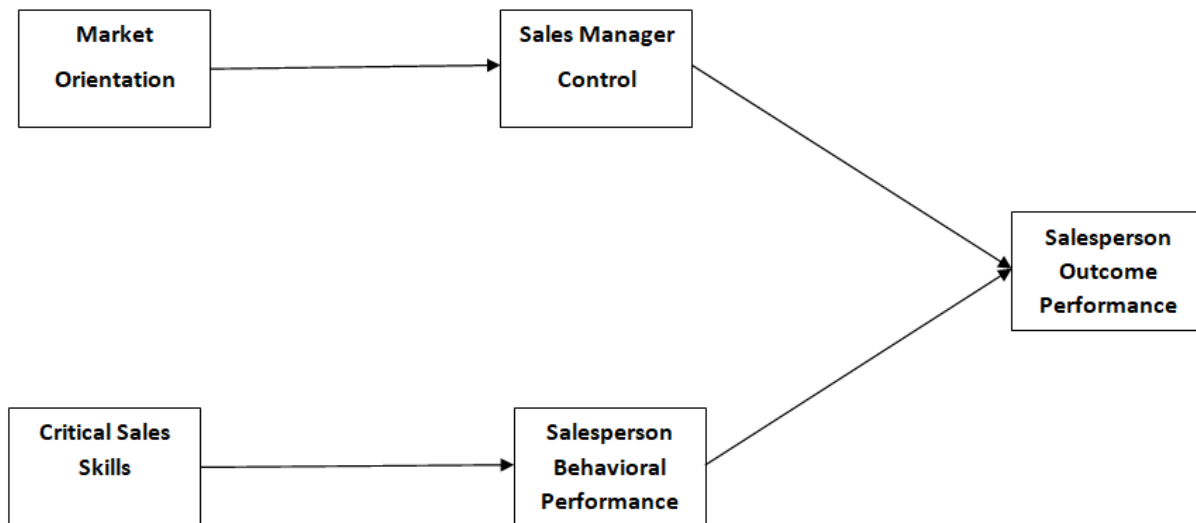 Market
Orientation
Sales Manager
Control
Salesperson
Outcome
Performance
Critical Sales
Skills
Salesperson
Behavioral
Performance